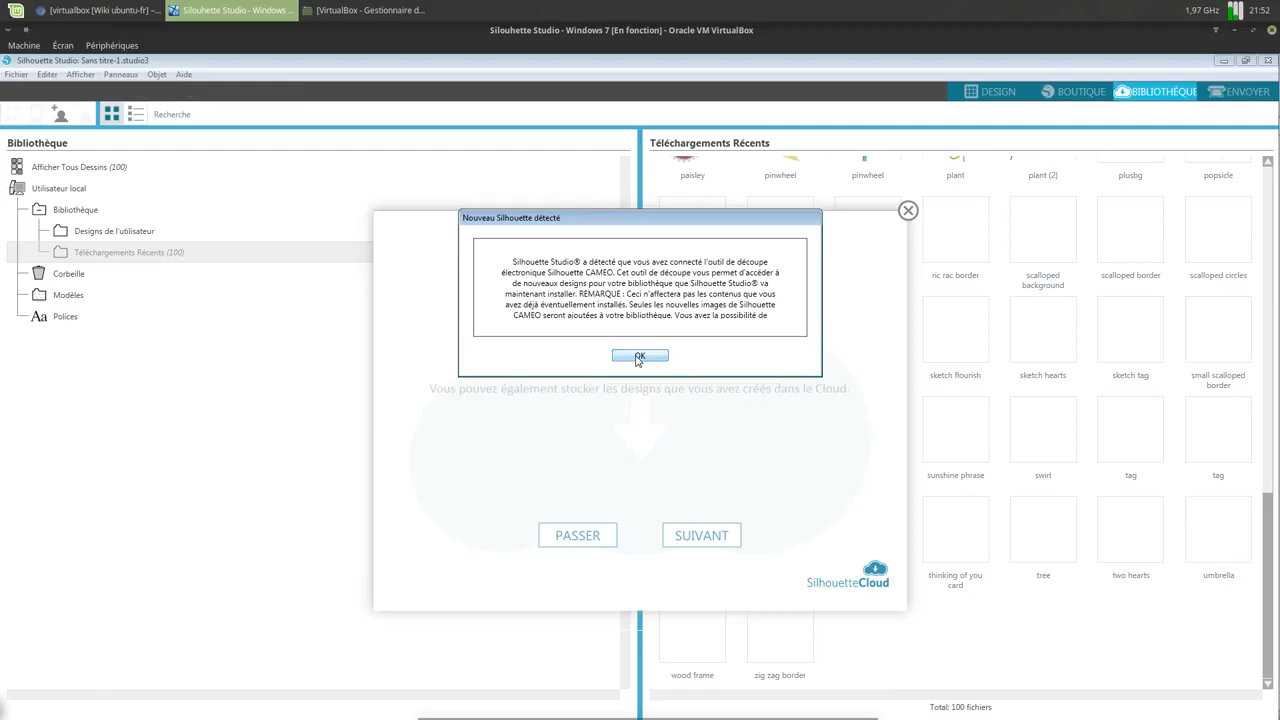 [virtualbox [Wiki ubuntu-fr] –...
Silouhette Studio - Windows ...
[VirtualBox - Gestionnaire d...
1,97 GHz
21:52
Silouhette Studio - Windows 7 [En fonction] - Oracle VM VirtualBox
Machine Écran Périphériques
Silhouette Studio: Sans titre-1.studio3
Fichier Editer Afficher Panneaux Objet Aide
DESIGN BOUTIQUE BIBLIOTHÈQUE ENVOYER
Recherche
Bibliothèque
Afficher Tous Dessins (100)
Utilisateur local
Bibliothèque
Designs de l'utilisateur
Téléchargements Récents (100)
Corbeille
Modèles
Aa Polices
Téléchargements Récents
paisley pinwheel pinwheel plant plant (2) plusbg popsicle
Nouveau Silhouette détecté
Silhouette Studio® a détecté que vous avez connecté l'outil de découpe
électronique Silhouette CAMEO. Cet outil de découpe vous permet d'accéder à
de nouveaux designs pour votre bibliothèque que Silhouette Studio® va
maintenant installer. REMARQUE : Ceci n'affectera pas les contenus que vous
avez déjà éventuellement installés. Seules les nouvelles images de Silhouette
CAMEO seront ajoutées à votre bibliothèque. Vous avez la possibilité de
OK
Vous pouvez également stocker les designs que vous avez créés dans le Cloud.
PASSER SUIVANT
SilhouetteCloud
ric rac border
scalloped
background
scalloped border
scalloped circles
sketch flourish
sketch hearts
sketch tag
small scalloped
border
sunshine phrase
swirl
tag
tag
thinking of you
card
tree
two hearts
umbrella
wood frame
zig zag border
Total: 100 fichiers